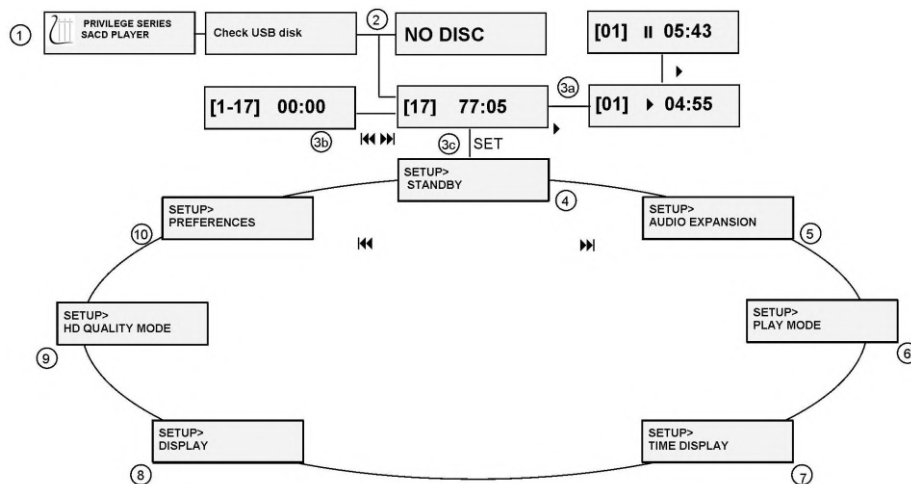 1
PRIVILEGE SERIES
SACD PLAYER
Check USB disk
2
NO DISC
[01] II 05:43
[1-17] 00:00
[17] 77:05
3a
[01] 04:55
3b
3c
SET
SETUP>
STANDBY
4
SETUP>
PREFERENCES
10
SETUP>
AUDIO EXPANSION
5
SETUP>
HD QUALITY MODE
9
SETUP>
PLAY MODE
6
SETUP>
DISPLAY
8
SETUP>
TIME DISPLAY
7